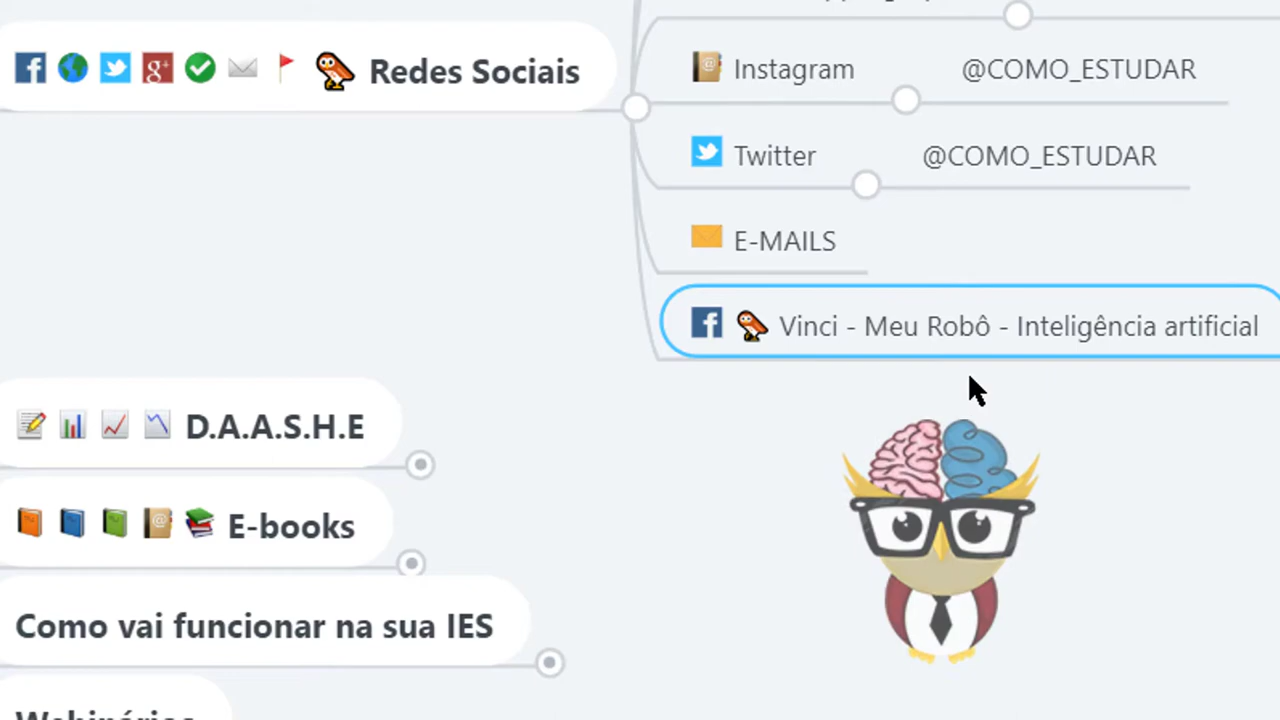 Redes Sociais
Instagram @COMO_ESTUDAR
Twitter @COMO_ESTUDAR
E-MAILS
Vinci - Meu Robô - Inteligência artificial
D.A.A.S.H.E
E-books
Como vai funcionar na sua IES
Webinários